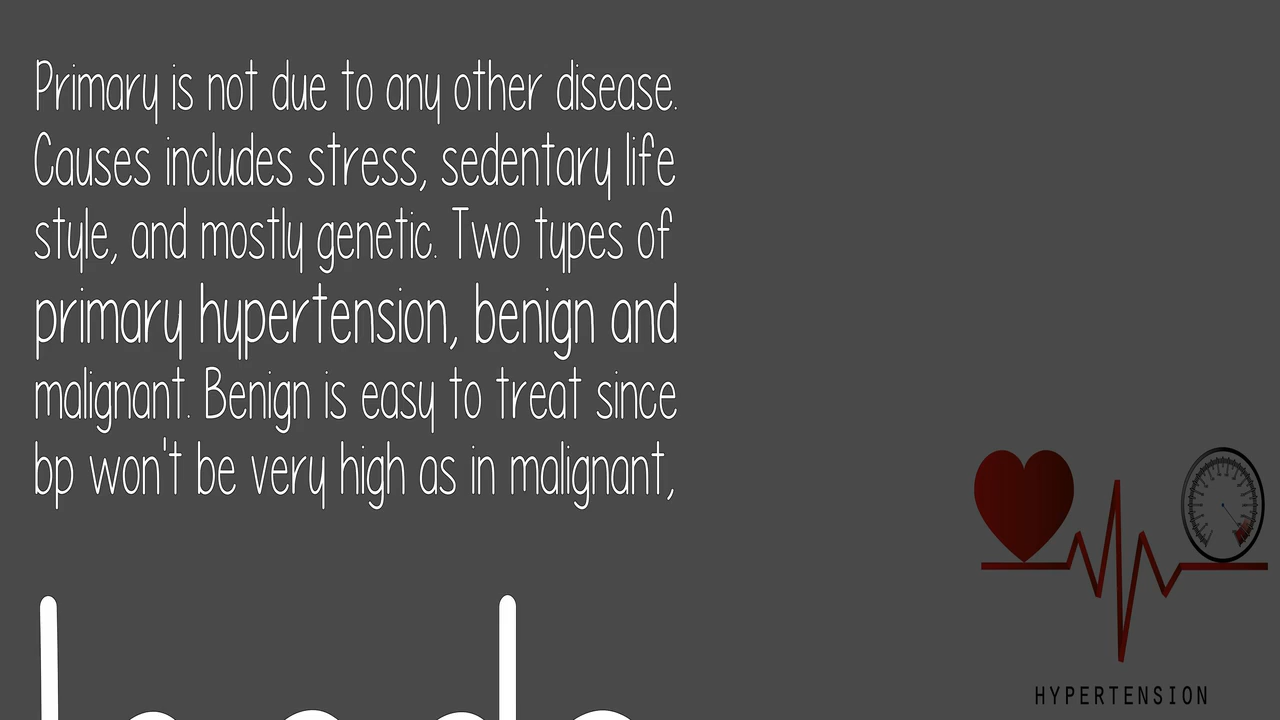 Primary is not due to any other disease.
Causes includes stress, sedentary life
style, and mostly genetic. Two types of
primary hypertension, benign and
malignant. Benign is easy to treat since
bp won't be very high as in malignant,
HYPERTENSION